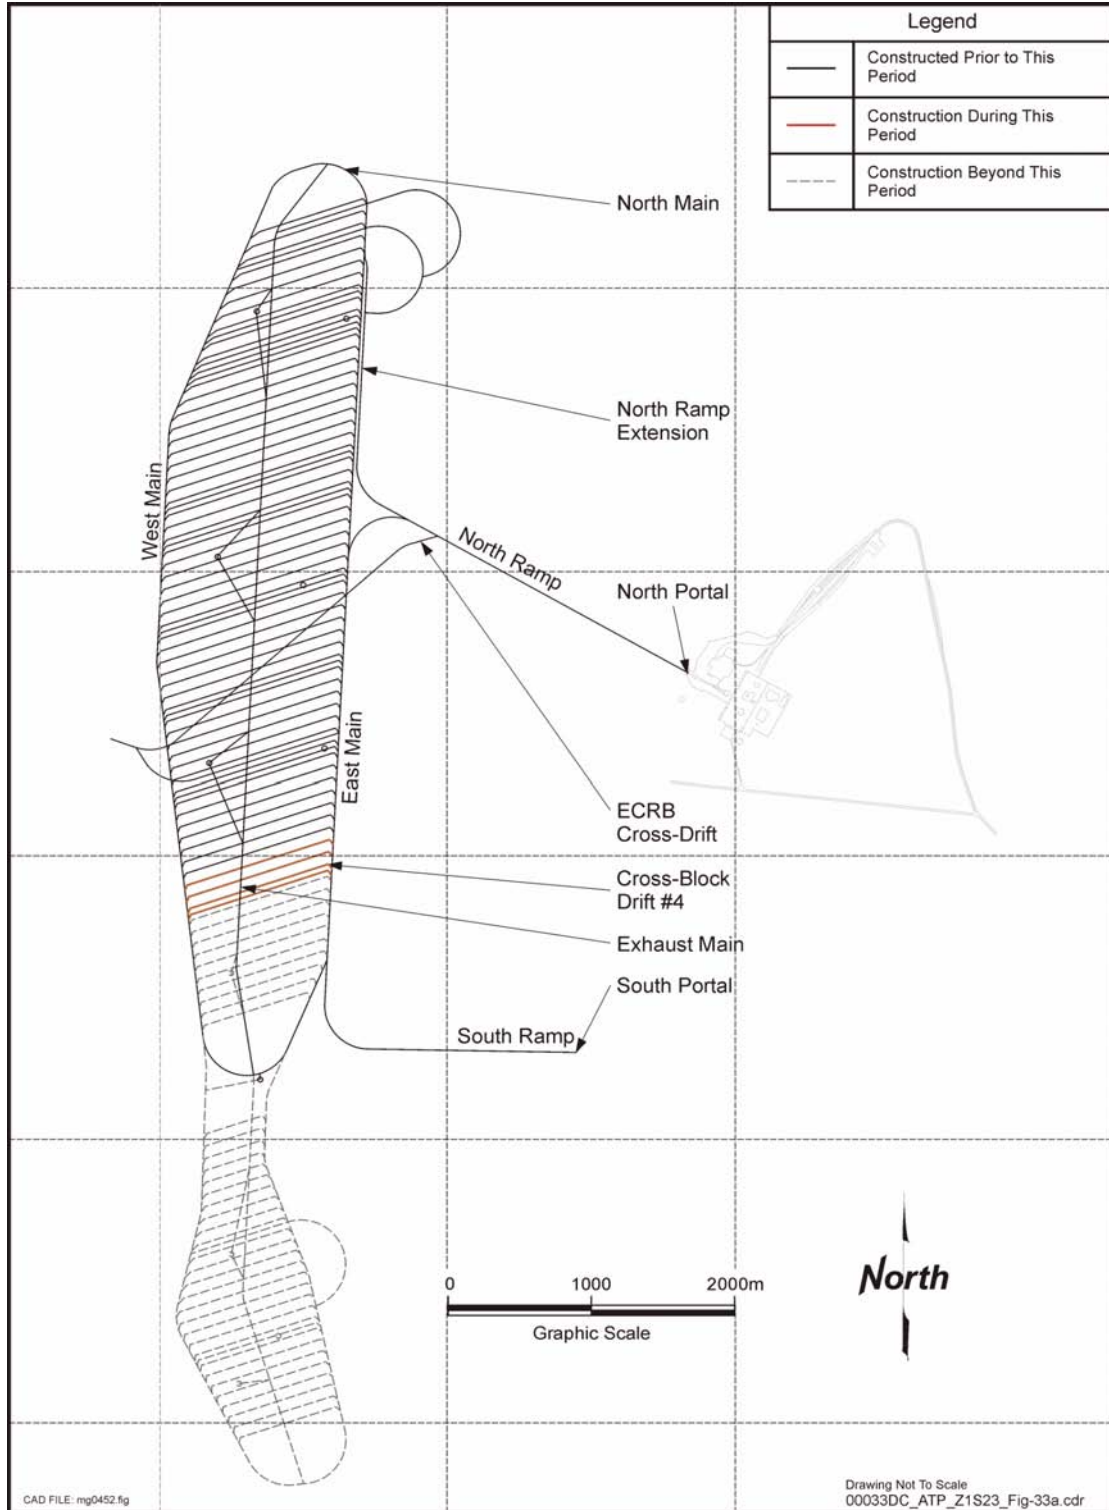 Legend
Constructed Prior to This
Period
Construction During This
Period
Construction Beyond This
Period
North Main
North Ramp
Extension
West Main
North Ramp
North Portal
East Main
ECRB
Cross-Drift
Cross-Block
Drift #4
Exhaust Main
South Portal
South Ramp
0 1000 2000m
Graphic Scale
North
CAD FILE: mg0452.fig
Drawing Not To Scale
00033DC_ATP_Z1S23_Fig-33a.cdr